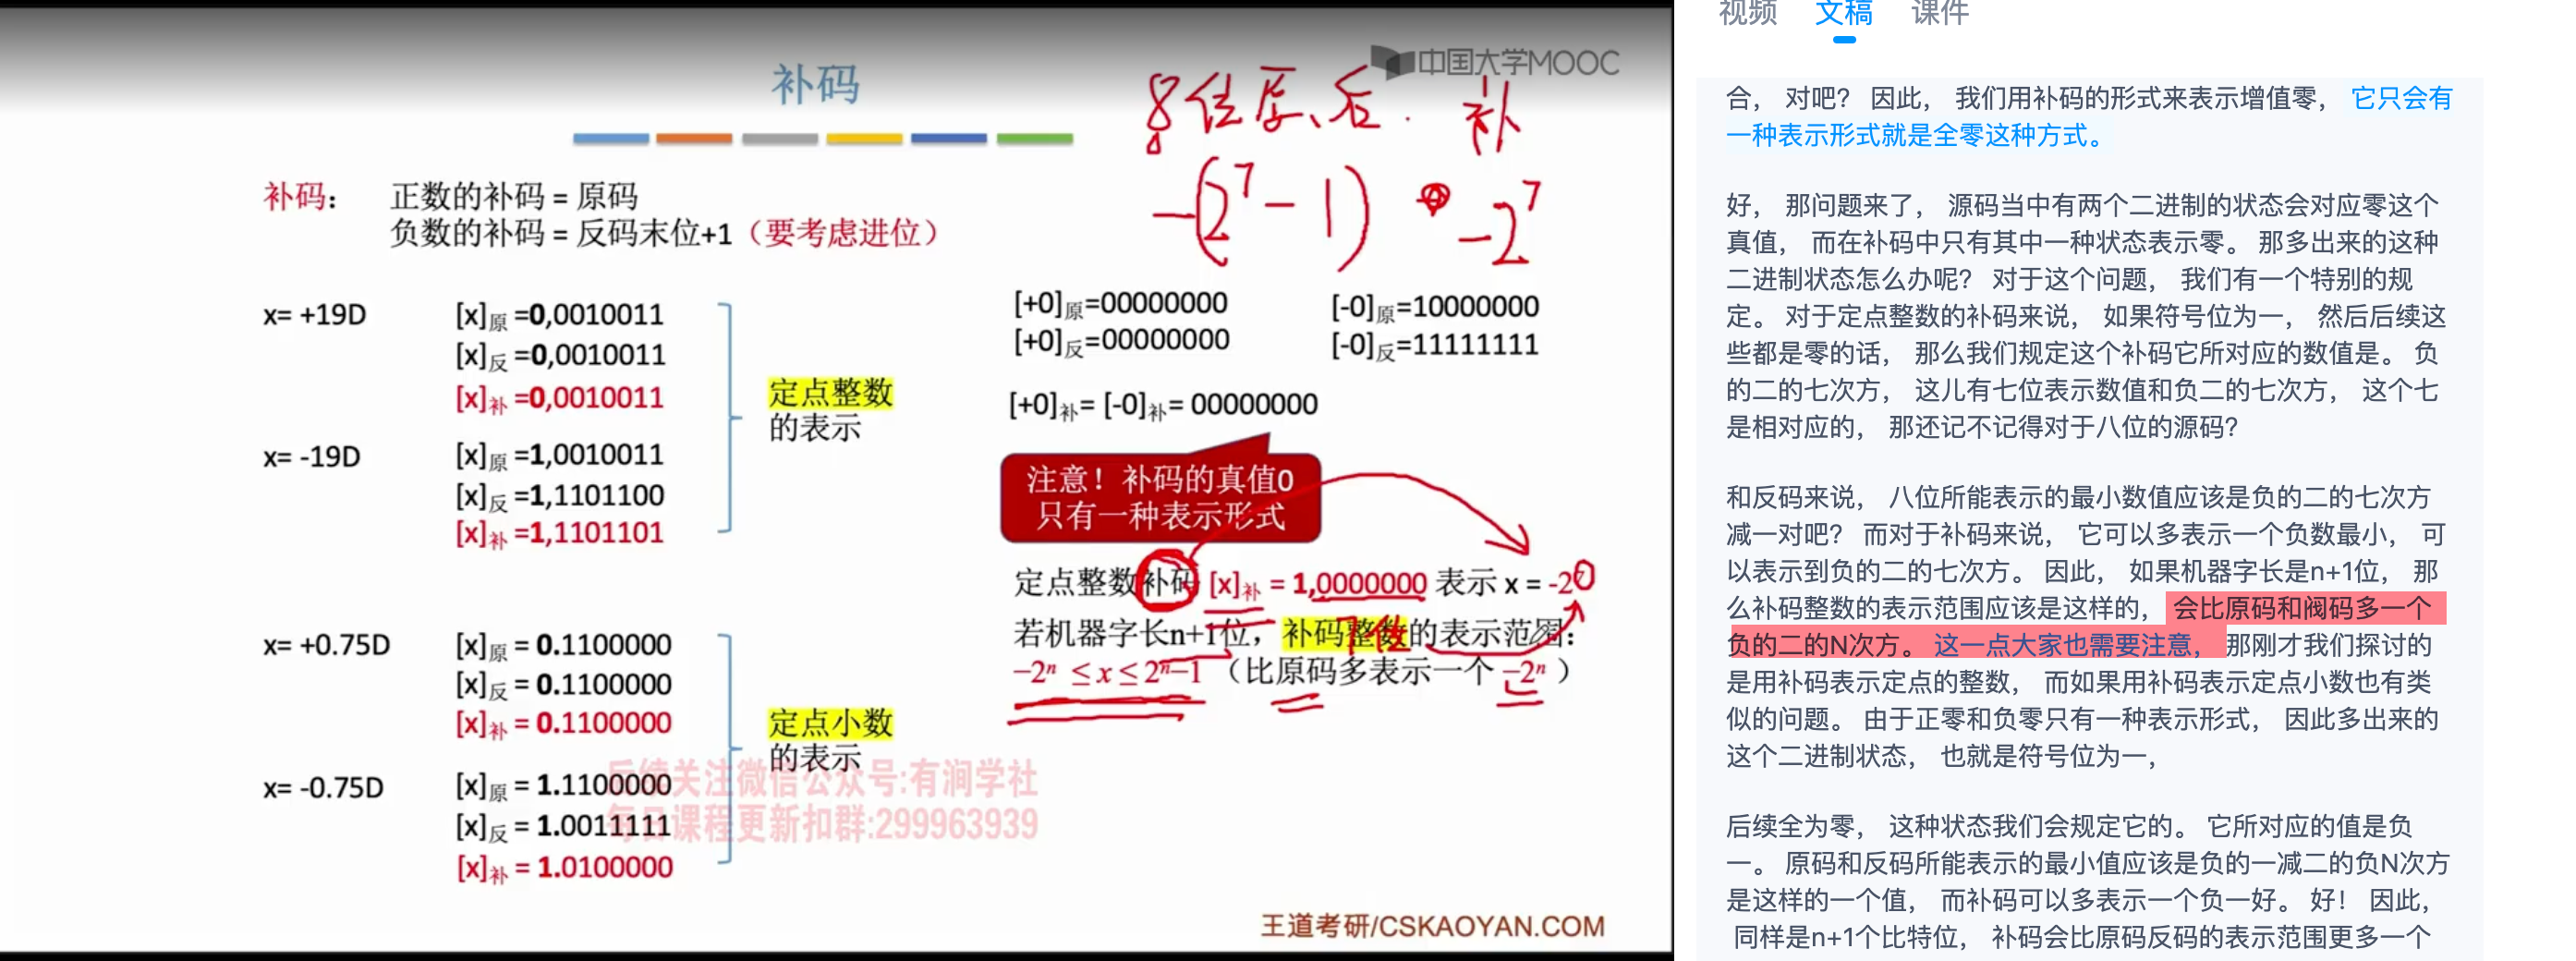 中国大学MOOC
补码
8位原、反. 补
-(2⁷-1) -2⁷
补码： 正数的补码 = 原码
负数的补码 = 反码末位+1（要考虑进位）
x= +19D
[x]原 =0,0010011
[x]反 =0,0010011
[x]补 =0,0010011
x= -19D
[x]原 =1,0010011
[x]反 =1,1101100
[x]补 =1,1101101
定点整数
的表示
x= +0.75D
[x]原 = 0.1100000
[x]反 = 0.1100000
[x]补 = 0.1100000
x= -0.75D
[x]原 = 1.1100000
[x]反 = 1.0011111
[x]补 = 1.0100000
定点小数
的表示
[+0]原=00000000
[+0]反=00000000
[-0]原=10000000
[-0]反=11111111
[+0]补= [-0]补= 00000000
注意！补码的真值0
只有一种表示形式
定点整数补码 [x]补 = 1,0000000 表示 x = -2⁷
7位
若机器字长n+1位，补码整数的表示范围：
−2ⁿ ≤ x ≤ 2ⁿ−1 （比原码多表示一个 −2ⁿ ）
后续关注微信公众号:有涧学社
每日课程更新扣群:299963939
王道考研/CSKAOYAN.COM
视频 文稿 课件
合， 对吧？ 因此， 我们用补码的形式来表示增值零， 它只会有
一种表示形式就是全零这种方式。
好， 那问题来了， 源码当中有两个二进制的状态会对应零这个
真值， 而在补码中只有其中一种状态表示零。 那多出来的这种
二进制状态怎么办呢？ 对于这个问题， 我们有一个特别的规
定。 对于定点整数的补码来说， 如果符号位为一， 然后后续这
些都是零的话， 那么我们规定这个补码它所对应的数值是。 负
的二的七次方， 这儿有七位表示数值和负二的七次方， 这个七
是相对应的， 那还记不记得对于八位的源码？
和反码来说， 八位所能表示的最小数值应该是负的二的七次方
减一对吧？ 而对于补码来说， 它可以多表示一个负数最小， 可
以表示到负的二的七次方。 因此， 如果机器字长是n+1位， 那
么补码整数的表示范围应该是这样的， 会比原码和阀码多一个
负的二的N次方。 这一点大家也需要注意， 那刚才我们探讨的
是用补码表示定点的整数， 而如果用补码表示定点小数也有类
似的问题。 由于正零和负零只有一种表示形式， 因此多出来的
这个二进制状态， 也就是符号位为一，
后续全为零， 这种状态我们会规定它的。 它所对应的值是负
一。 原码和反码所能表示的最小值应该是负的一减二的负N次方
是这样的一个值， 而补码可以多表示一个负一好。 好！ 因此，
同样是n+1个比特位， 补码会比原码反码的表示范围更多一个